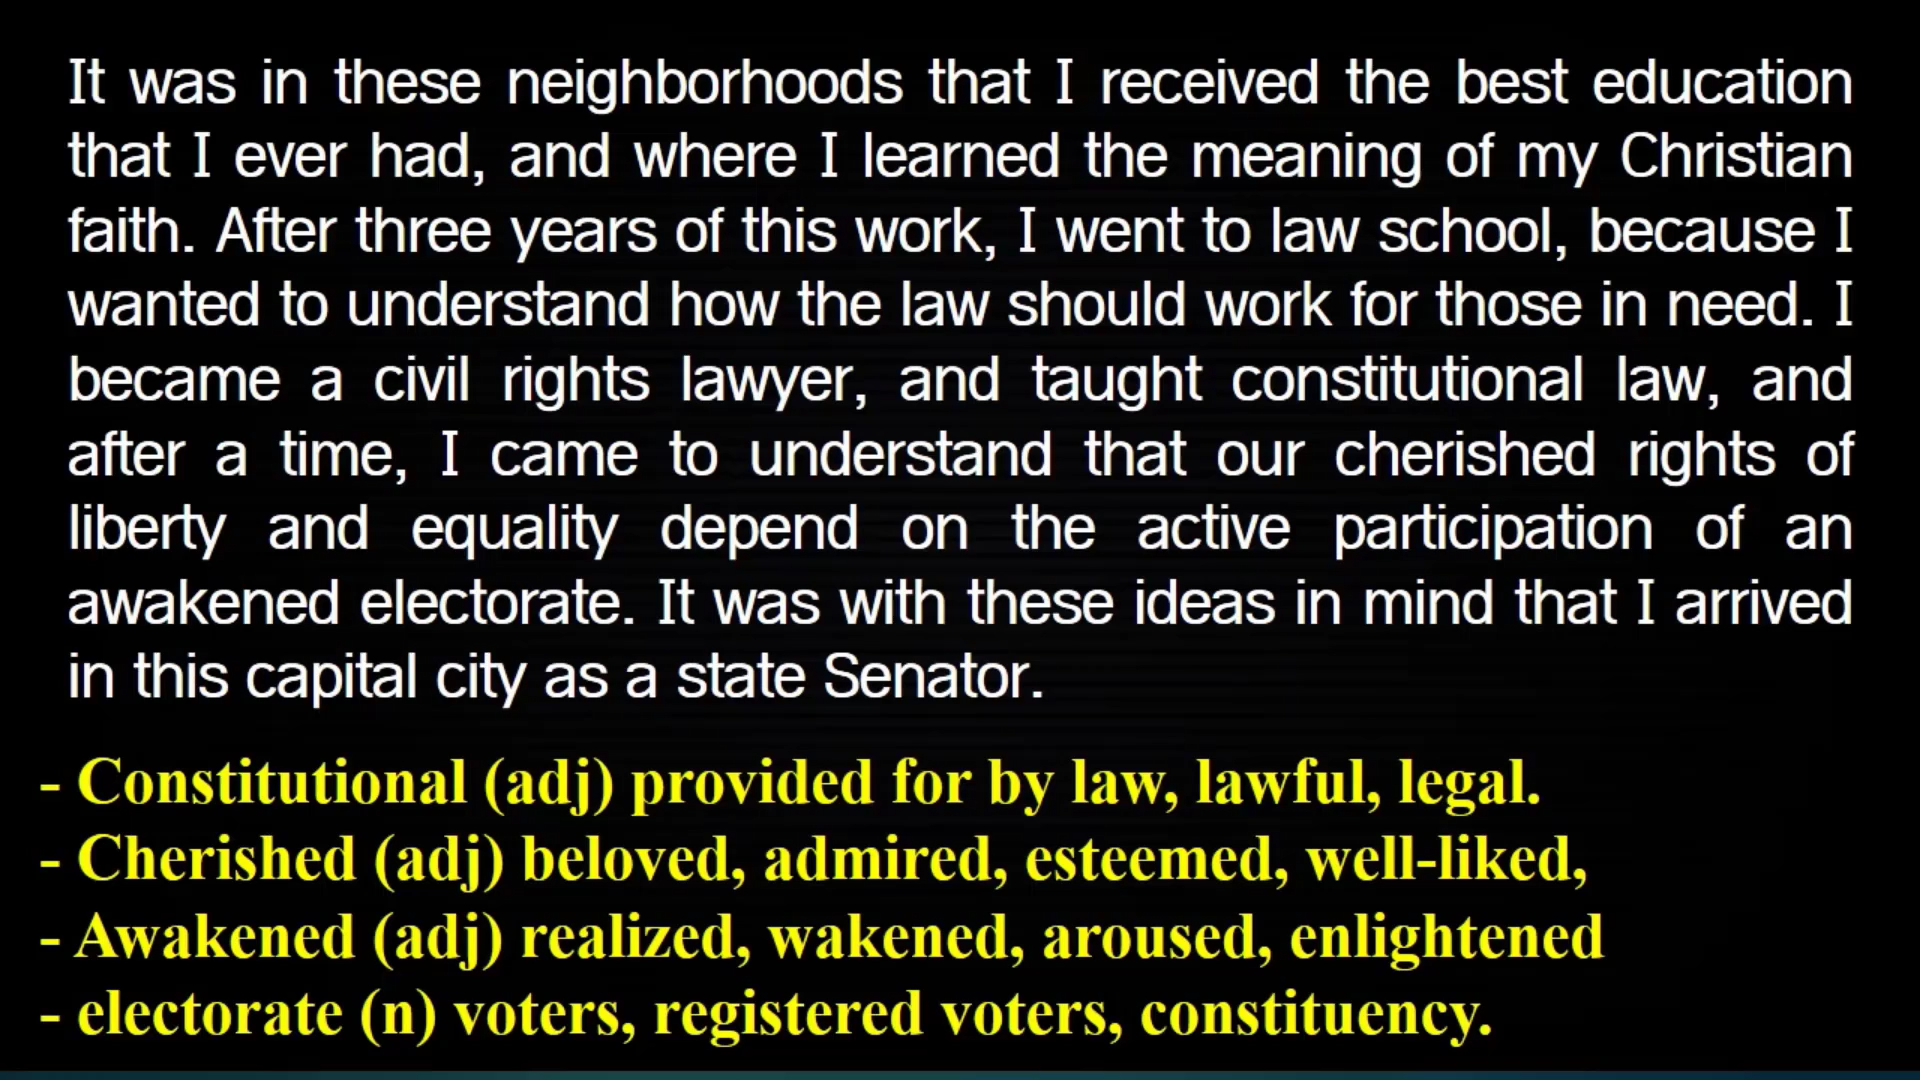 It was in these neighborhoods that I received the best education
that I ever had, and where I learned the meaning of my Christian
faith. After three years of this work, I went to law school, because I
wanted to understand how the law should work for those in need. I
became a civil rights lawyer, and taught constitutional law, and
after a time, I came to understand that our cherished rights of
liberty and equality depend on the active participation of an
awakened electorate. It was with these ideas in mind that I arrived
in this capital city as a state Senator.
- Constitutional (adj) provided for by law, lawful, legal.
- Cherished (adj) beloved, admired, esteemed, well-liked,
- Awakened (adj) realized, wakened, aroused, enlightened
- electorate (n) voters, registered voters, constituency.